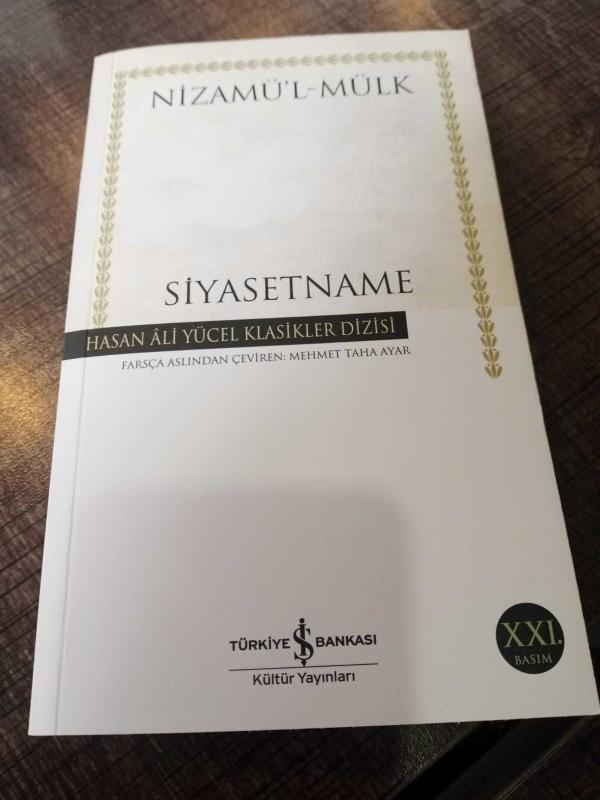 NİZAMÜ'L-MÜLK
SİYASETNAME
HASAN ÂLİ YÜCEL KLASİKLER DİZİSİ
FARSÇA ASLINDAN ÇEVİREN: MEHMET TAHA AYAR
TÜRKİYE İŞ BANKASI
Kültür Yayınları
XXI.
BASIM